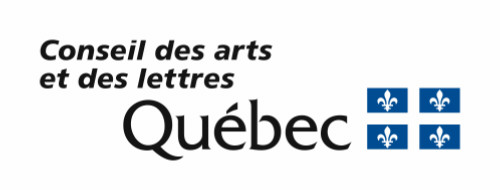 Conseil des arts
et des lettres
Québec